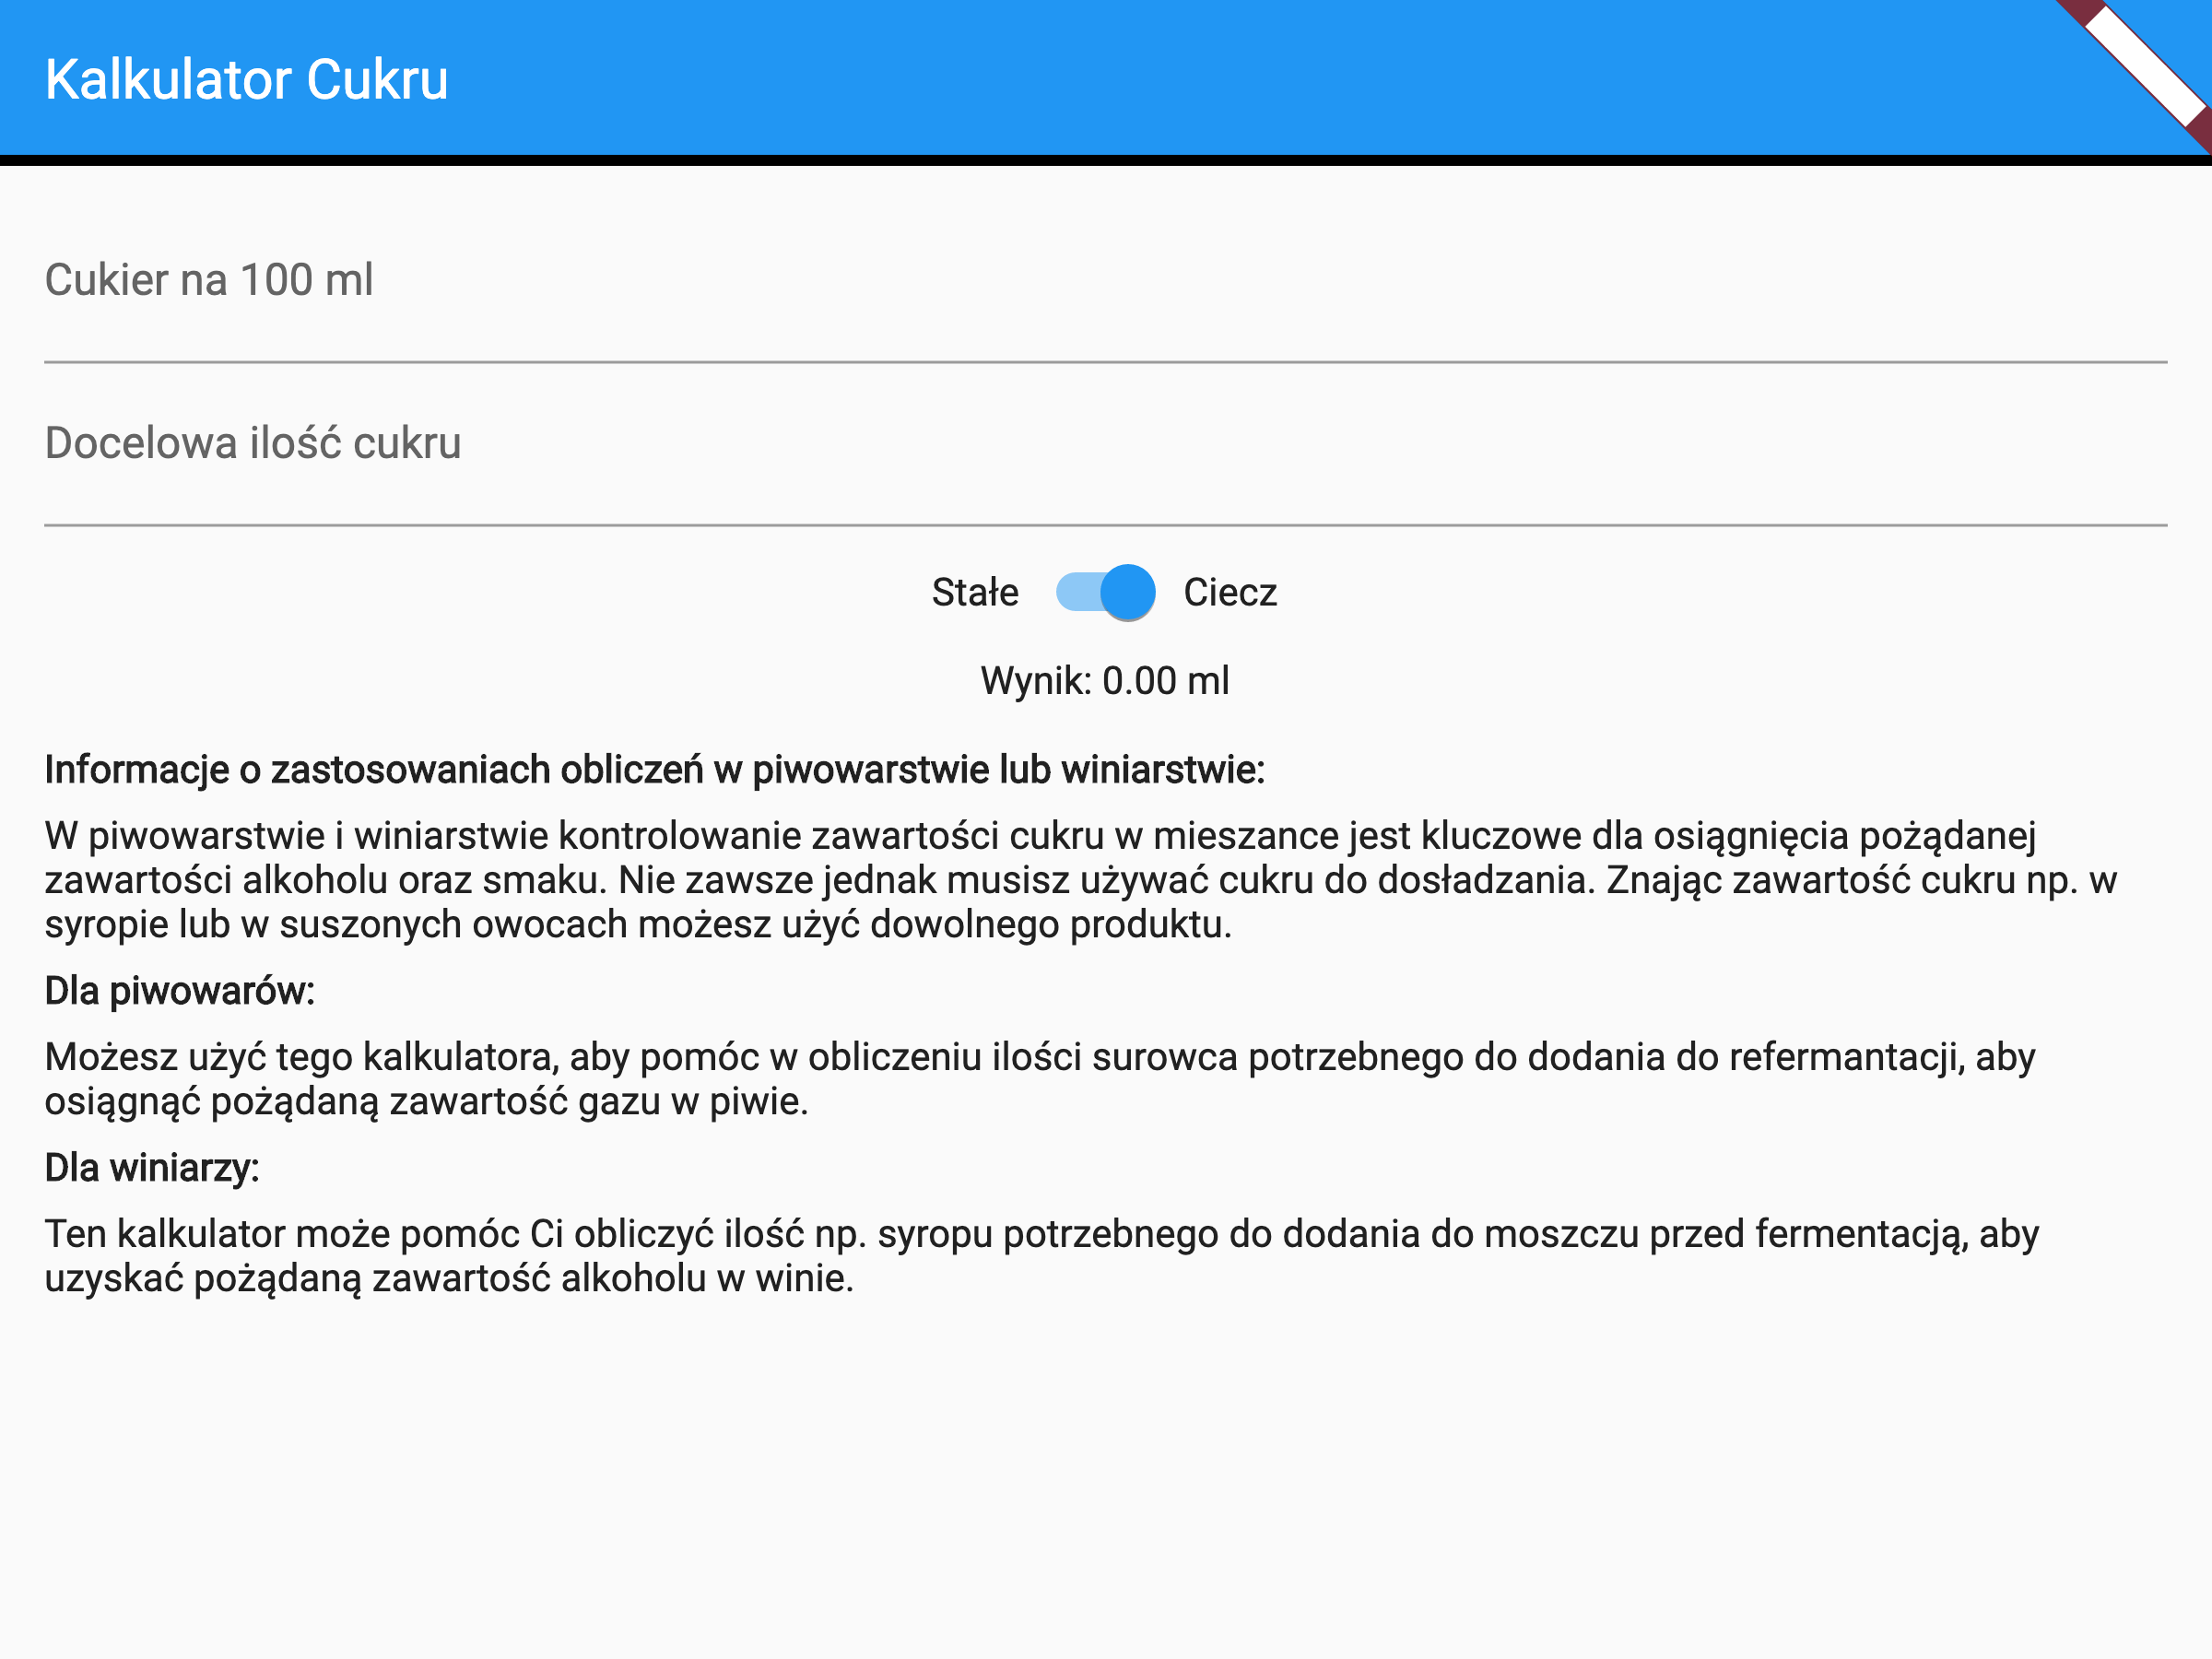 Kalkulator Cukru
Cukier na 100 ml
Docelowa ilość cukru
Stałe Ciecz
Wynik: 0.00 ml
Informacje o zastosowaniach obliczeń w piwowarstwie lub winiarstwie:
W piwowarstwie i winiarstwie kontrolowanie zawartości cukru w mieszance jest kluczowe dla osiągnięcia pożądanej
zawartości alkoholu oraz smaku. Nie zawsze jednak musisz używać cukru do dosładzania. Znając zawartość cukru np. w
syropie lub w suszonych owocach możesz użyć dowolnego produktu.
Dla piwowarów:
Możesz użyć tego kalkulatora, aby pomóc w obliczeniu ilości surowca potrzebnego do dodania do refermantacji, aby
osiągnąć pożądaną zawartość gazu w piwie.
Dla winiarzy:
Ten kalkulator może pomóc Ci obliczyć ilość np. syropu potrzebnego do dodania do moszczu przed fermentacją, aby
uzyskać pożądaną zawartość alkoholu w winie.